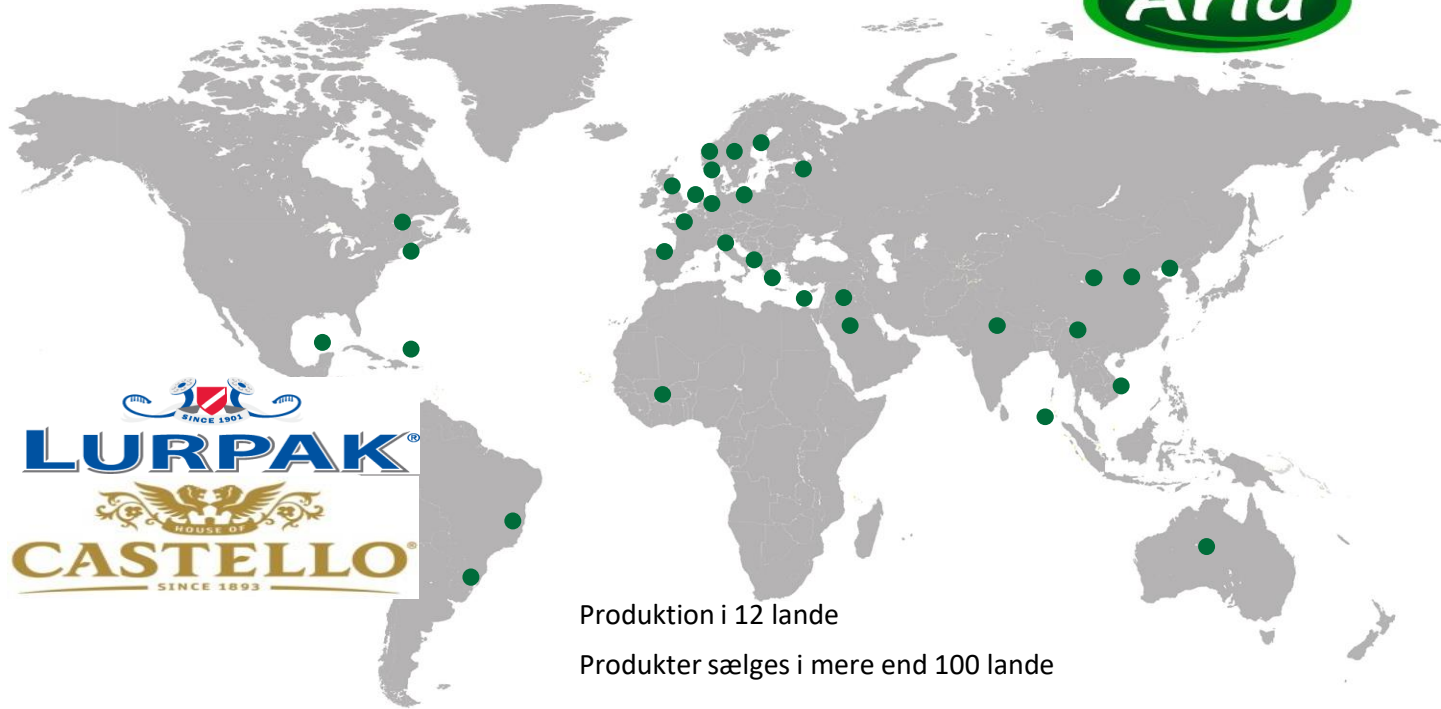 Arla
SINCE 1901
LURPAK®
HOUSE OF
CASTELLO®
SINCE 1893
Produktion i 12 lande
Produkter sælges i mere end 100 lande